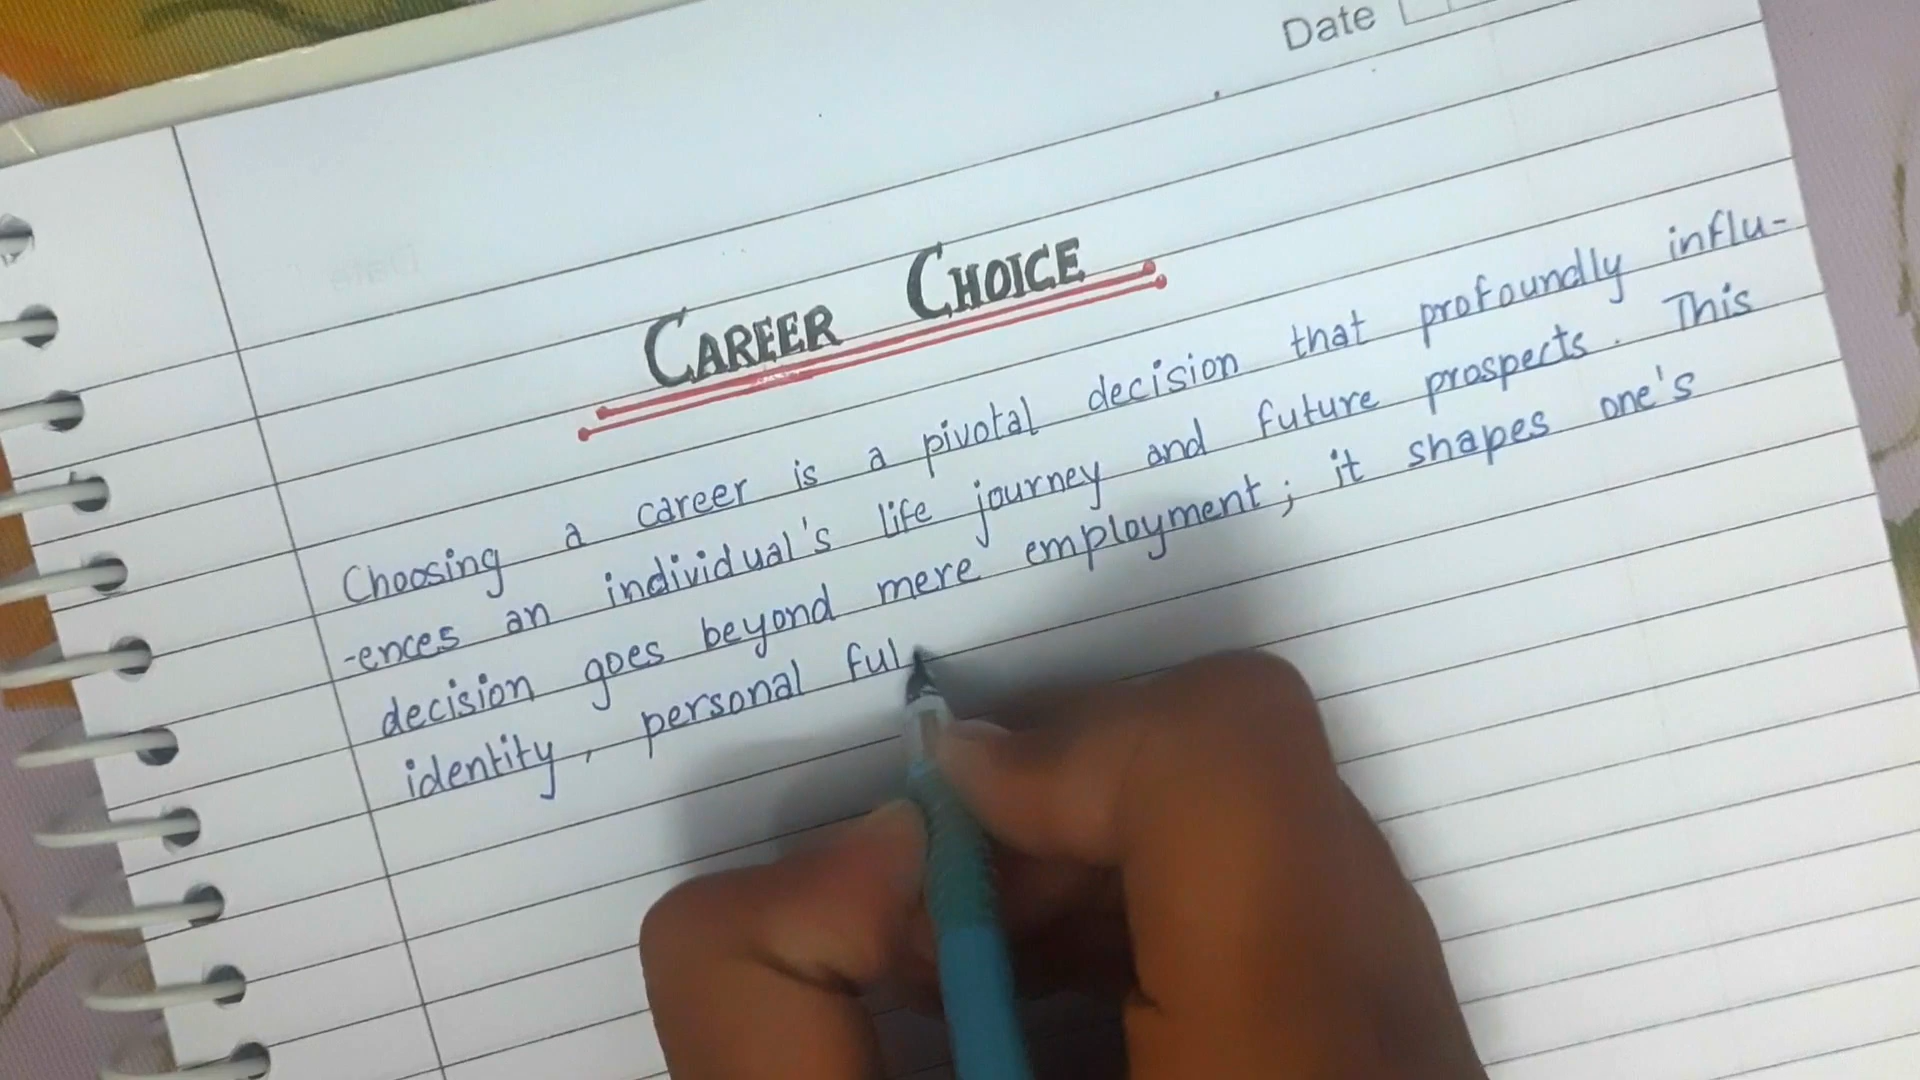 Date
CAREER CHOICE
Choosing a career is a pivotal decision that profoundly influ-
-ences an individual's life journey and future prospects. This
decision goes beyond mere employment; it shapes one's
identity, personal ful